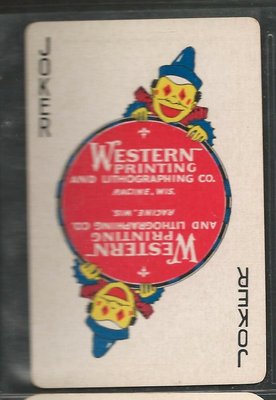 JOKER
WESTERN
PRINTING
AND LITHOGRAPHING CO.
RACINE, WIS.
RACINE, WIS.
AND LITHOGRAPHING CO.
PRINTING
WESTERN
JOKER